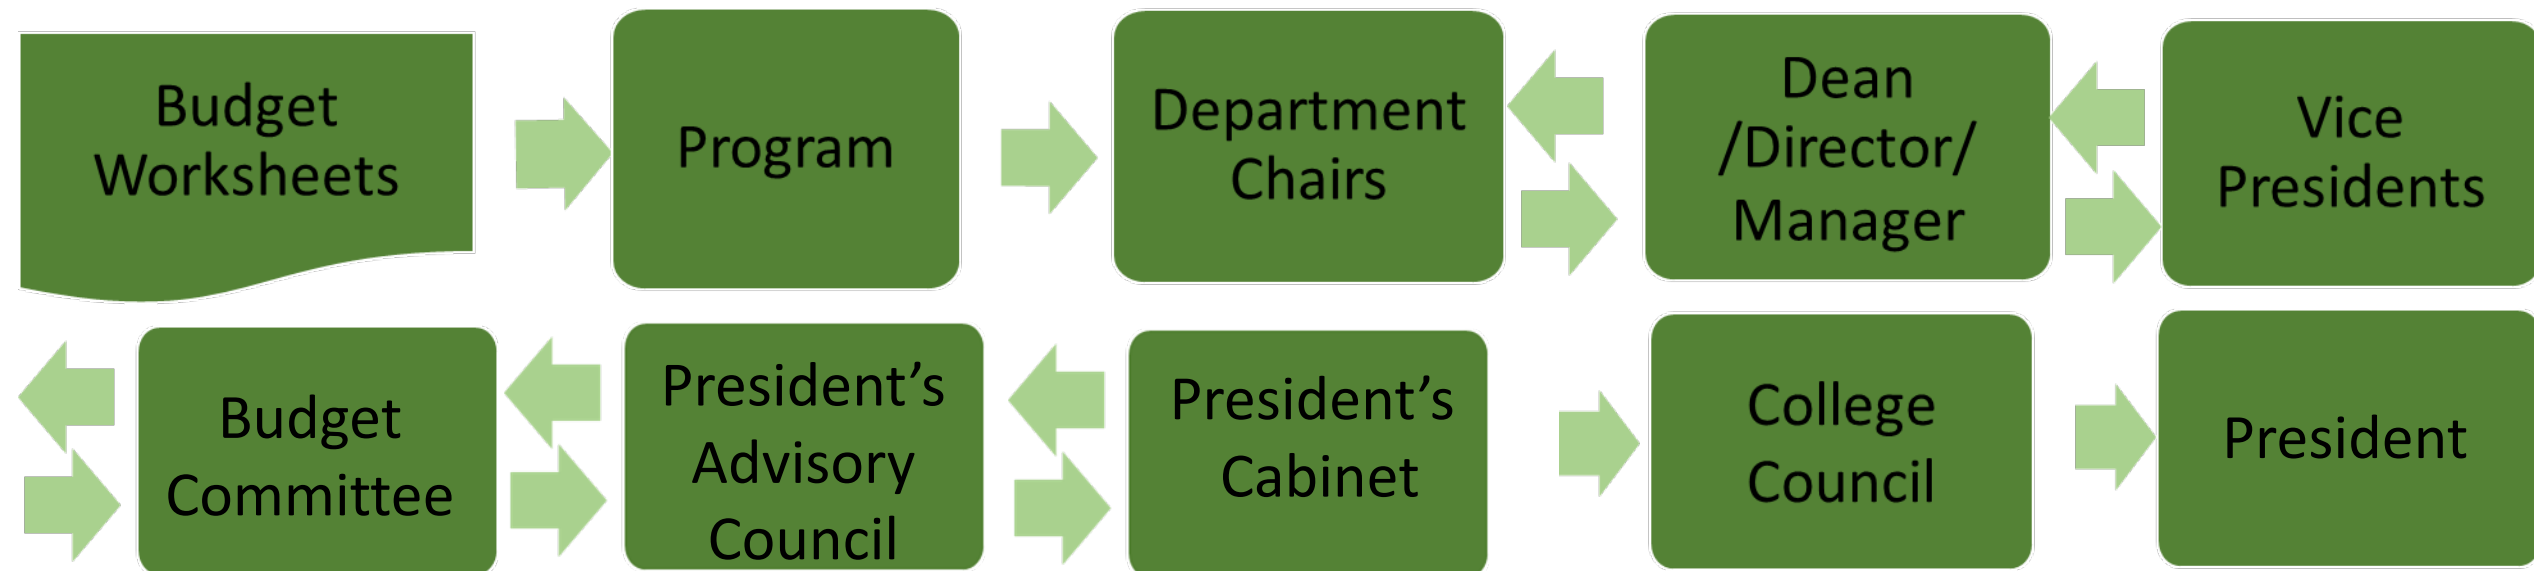 Budget
Worksheets
Program
Department
Chairs
Dean
/Director/
Manager
Vice
Presidents
Budget
Committee
President’s
Advisory
Council
President’s
Cabinet
College
Council
President